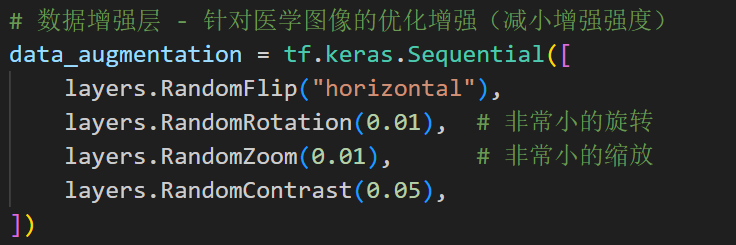 # 数据增强层 - 针对医学图像的优化增强（减小增强强度）
data_augmentation = tf.keras.Sequential([
    layers.RandomFlip("horizontal"),
    layers.RandomRotation(0.01),  # 非常小的旋转
    layers.RandomZoom(0.01),      # 非常小的缩放
    layers.RandomContrast(0.05),
])